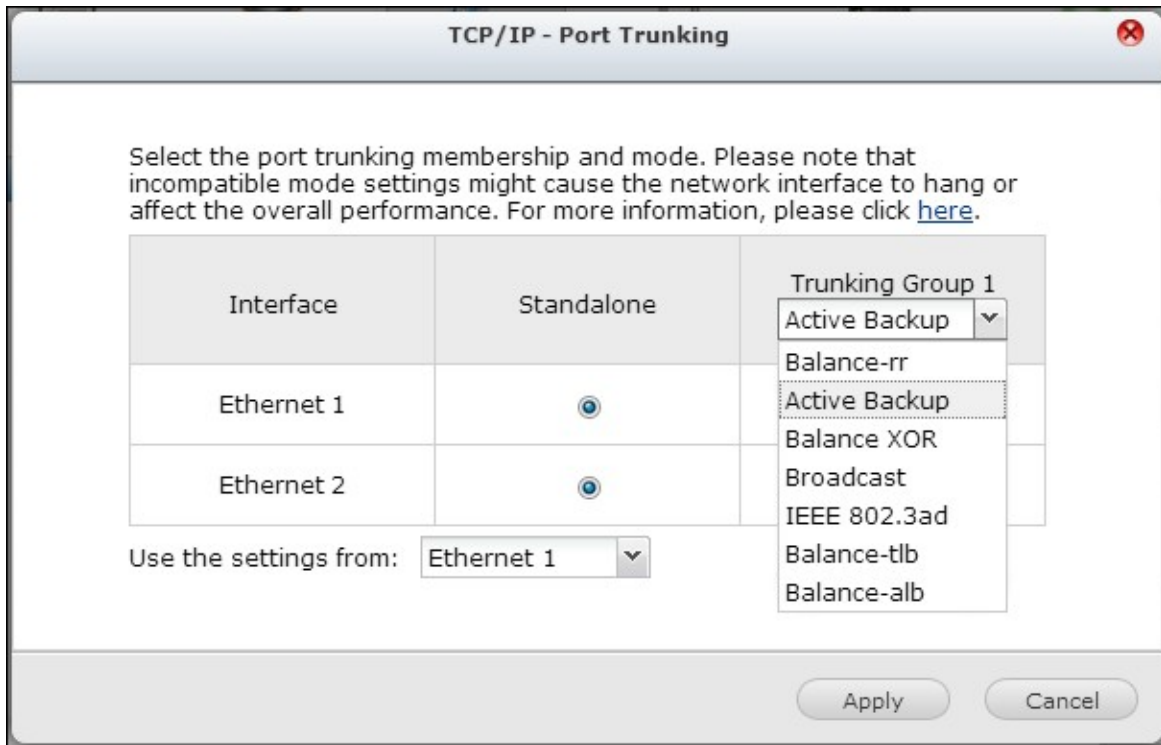 TCP/IP - Port Trunking
Select the port trunking membership and mode. Please note that
incompatible mode settings might cause the network interface to hang or
affect the overall performance. For more information, please click here.
Interface
Standalone
Trunking Group 1
Active Backup
Balance-rr
Active Backup
Balance XOR
Broadcast
IEEE 802.3ad
Balance-tlb
Balance-alb
Ethernet 1
Ethernet 2
Use the settings from: Ethernet 1
Apply
Cancel